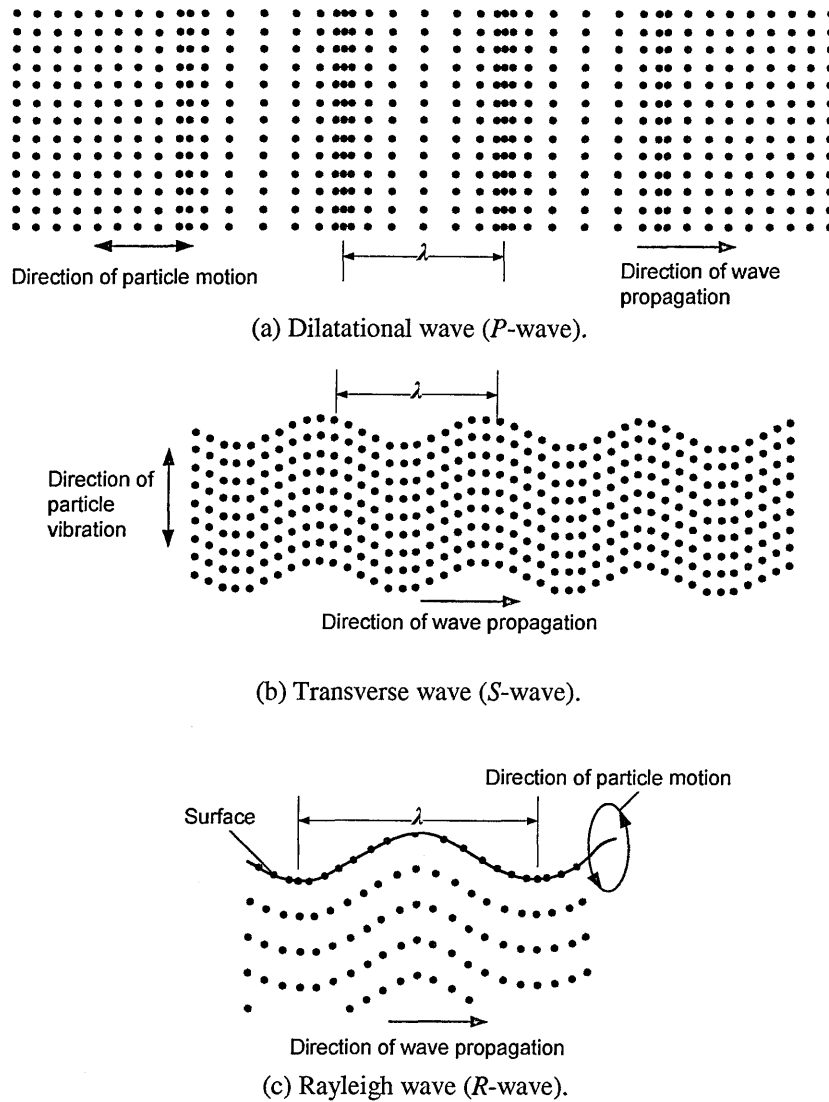 λ
Direction of particle motion
Direction of wave
propagation
(a) Dilatational wave (P-wave).
λ
Direction of
particle
vibration
Direction of wave propagation
(b) Transverse wave (S-wave).
Direction of particle motion
λ
Surface
Direction of wave propagation
(c) Rayleigh wave (R-wave).